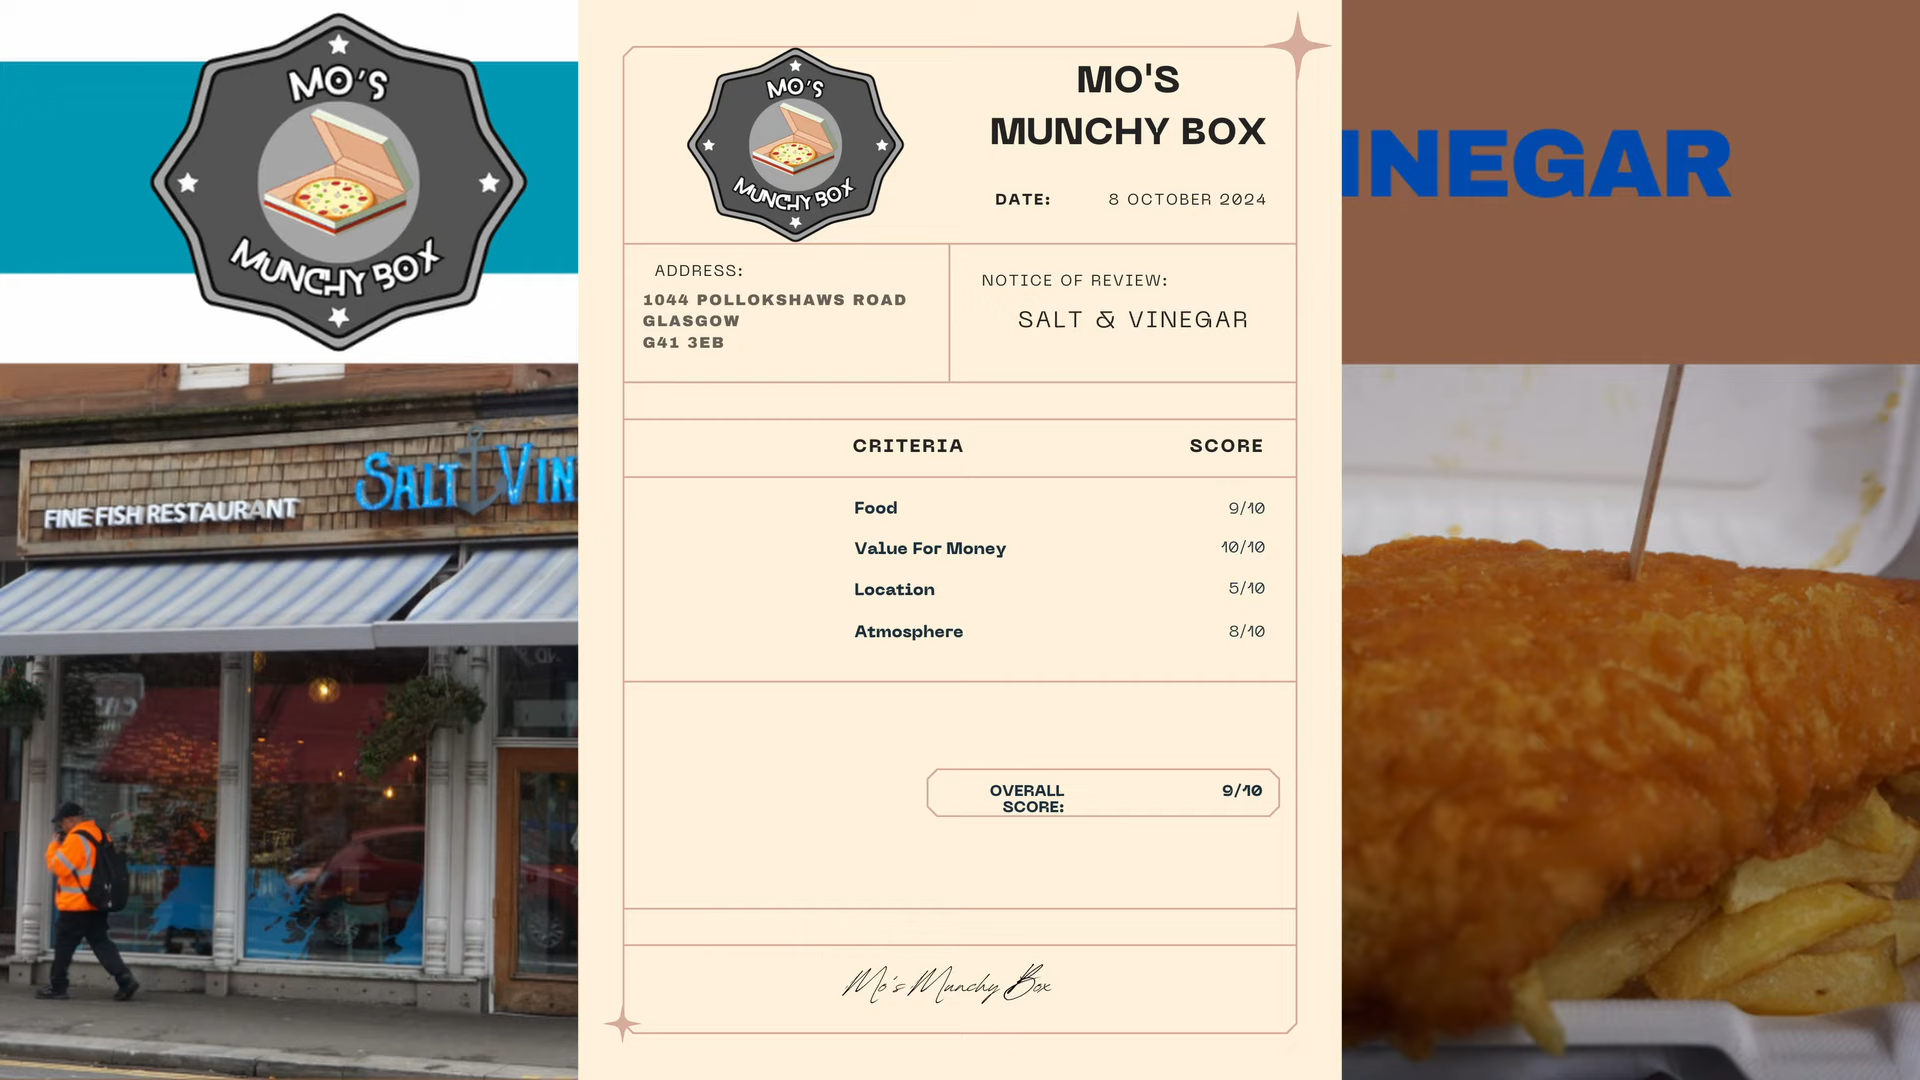 MO'S
MUNCHY BOX
MO'S
MUNCHY BOX
MO'S
MUNCHY BOX
DATE: 8 OCTOBER 2024
ADDRESS:
1044 POLLOKSHAWS ROAD
GLASGOW
G41 3EB
NOTICE OF REVIEW:
SALT & VINEGAR
CRITERIA SCORE
Food 9/10
Value For Money 10/10
Location 5/10
Atmosphere 8/10
OVERALL SCORE: 9/10
Mo's Munchy Box
INEGAR
FINE FISH RESTAURANT
SALT VIN